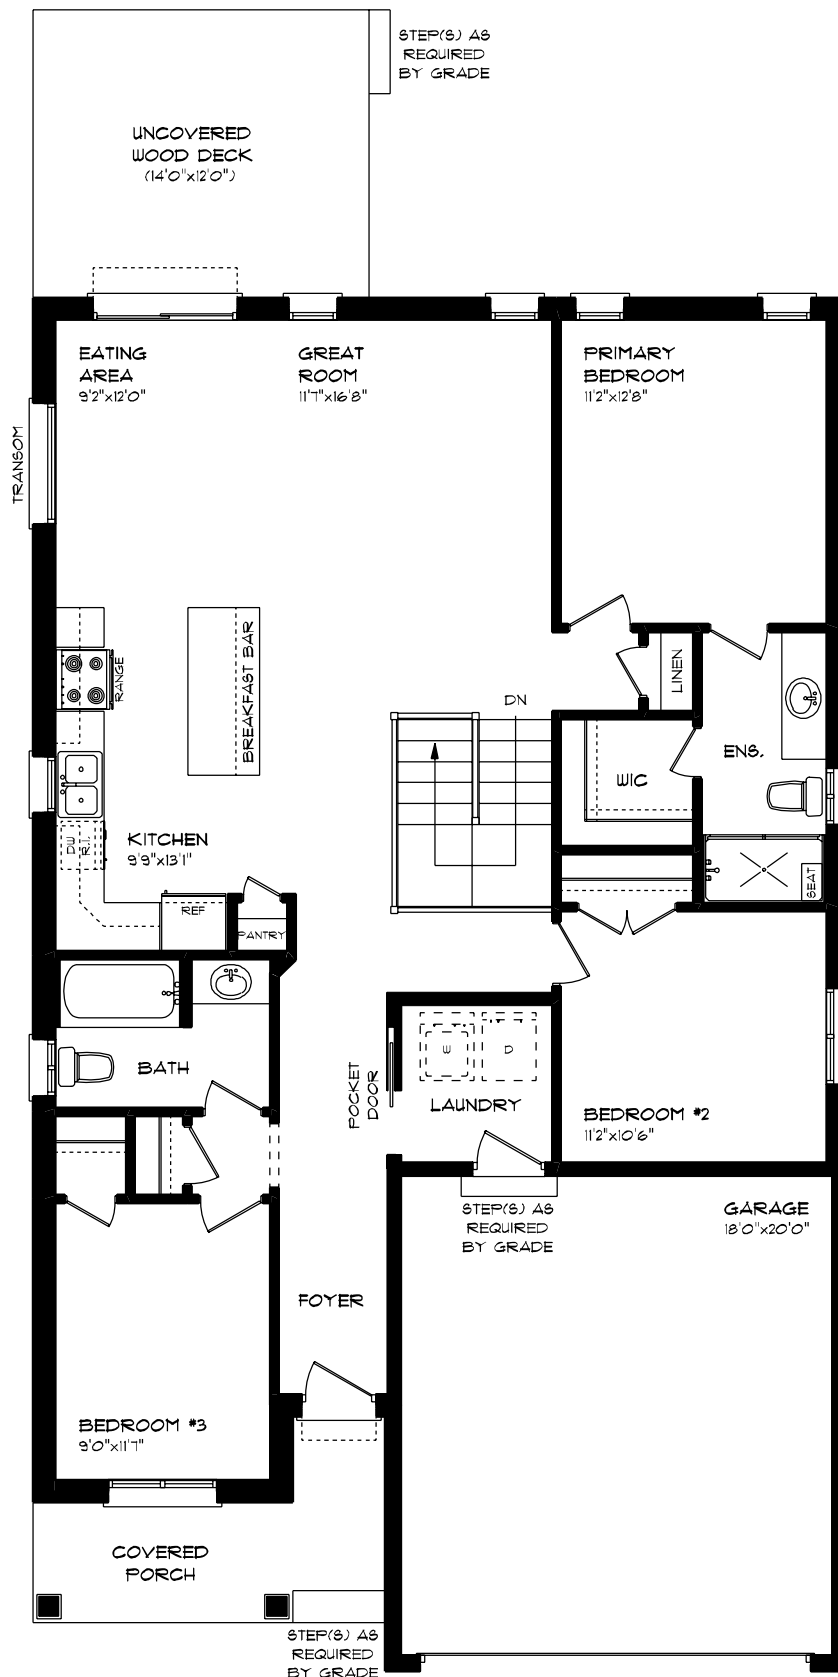 STEP(S) AS
REQUIRED
BY GRADE
UNCOVERED
WOOD DECK
(14'0"x12'0")
EATING
AREA
9'2"x12'0"
GREAT
ROOM
11'7"x16'8"
PRIMARY
BEDROOM
11'2"x12'8"
TRANSOM
RANGE
BREAKFAST BAR
LINEN
DN
WIC
ENS.
KITCHEN
9'9"x13'1"
DW
R.I.
SEAT
REF
PANTRY
BATH
POCKET
DOOR
W
D
LAUNDRY
BEDROOM #2
11'2"x10'6"
STEP(S) AS
REQUIRED
BY GRADE
GARAGE
18'0"x20'0"
FOYER
BEDROOM #3
9'0"x11'7"
COVERED
PORCH
STEP(S) AS
REQUIRED
BY GRADE